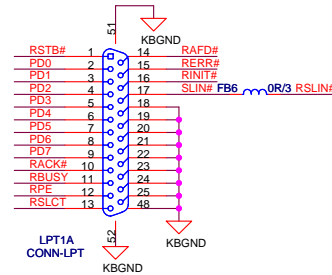 51
KBGND
RSTB# 1 14 RAFD#
PD0 2 15 RERR#
PD1 3 16 RINIT#
PD2 4 17 SLIN# FB6 0R/3 RSLIN#
PD3 5 18
PD4 6 19
PD5 7 20
PD6 8 21
PD7 9 22
RACK# 10 23
RBUSY 11 24
RPE 12 25
RSLCT 13 48
LPT1A
CONN-LPT
52
KBGND
KBGND